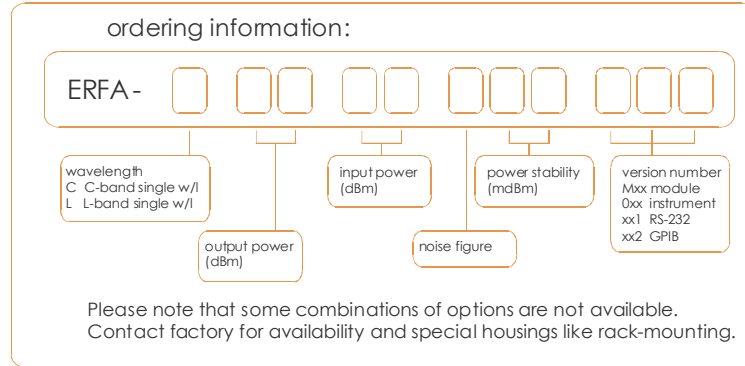 ordering information:
ERFA-
wavelength
C C-band single w/l
L L-band single w/l
output power
(dBm)
input power
(dBm)
noise figure
power stability
(mdBm)
version number
Mxx module
0xx instrument
xx1 RS-232
xx2 GPIB
Please note that some combinations of options are not available.
Contact factory for availability and special housings like rack-mounting.